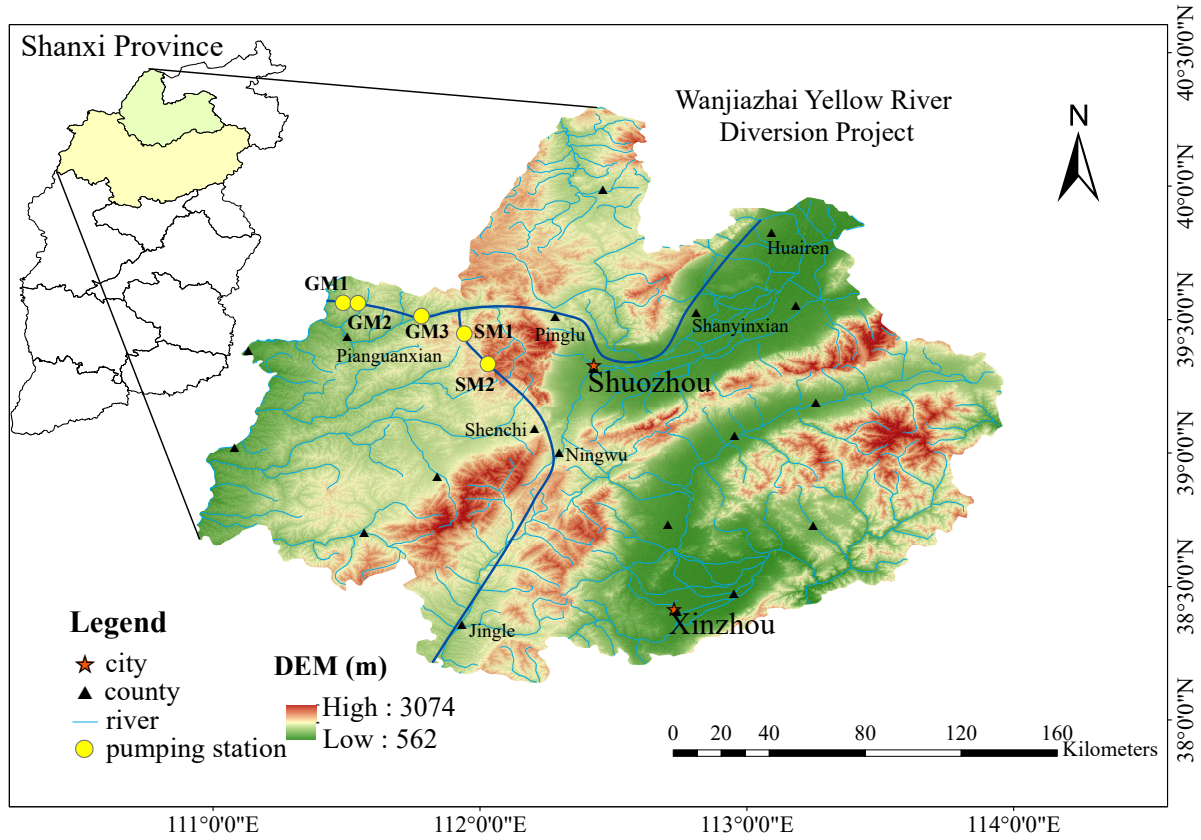 Shanxi Province
Wanjiazhai Yellow River
Diversion Project
N
40°30'0"N
40°0'0"N
39°30'0"N
39°0'0"N
38°30'0"N
38°0'0"N
Huairen
GM1
GM2
GM3
SM1
Pinglu
Shanyinxian
Pianguanxian
SM2
Shuozhou
Shenchi
Ningwu
Xinzhou
Jingle
Legend
city
county
river
pumping station
DEM (m)
High : 3074
Low : 562
0 10 20 40 80 120 160
Kilometers
111°0'0"E
112°0'0"E
113°0'0"E
114°0'0"E